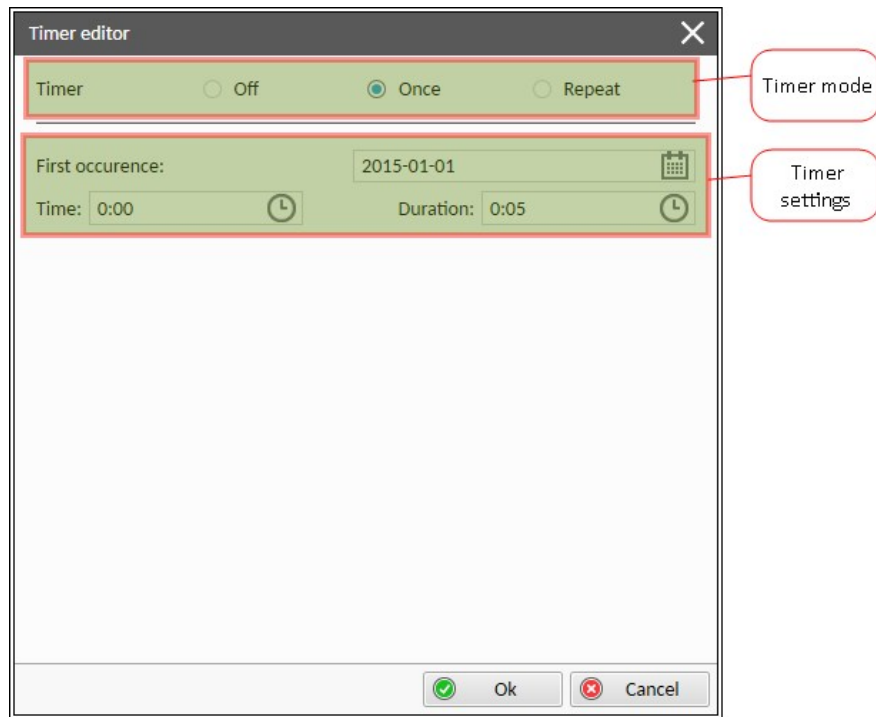 Timer editor
Timer Off Once Repeat
Timer mode
First occurence: 2015-01-01
Time: 0:00 Duration: 0:05
Timer
settings
Ok Cancel